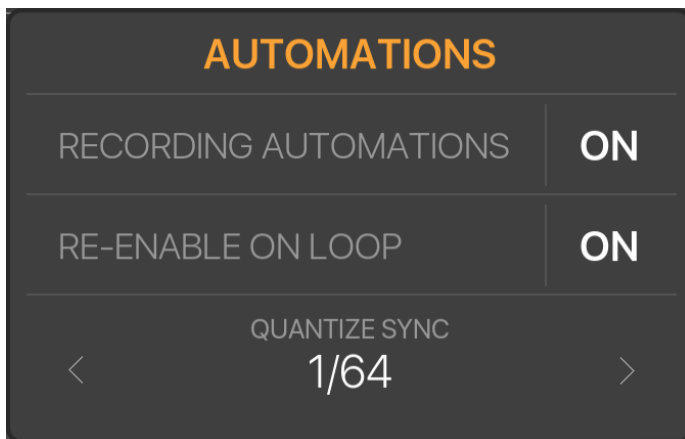 AUTOMATIONS
RECORDING AUTOMATIONS ON
RE-ENABLE ON LOOP ON
QUANTIZE SYNC
< 1/64 >